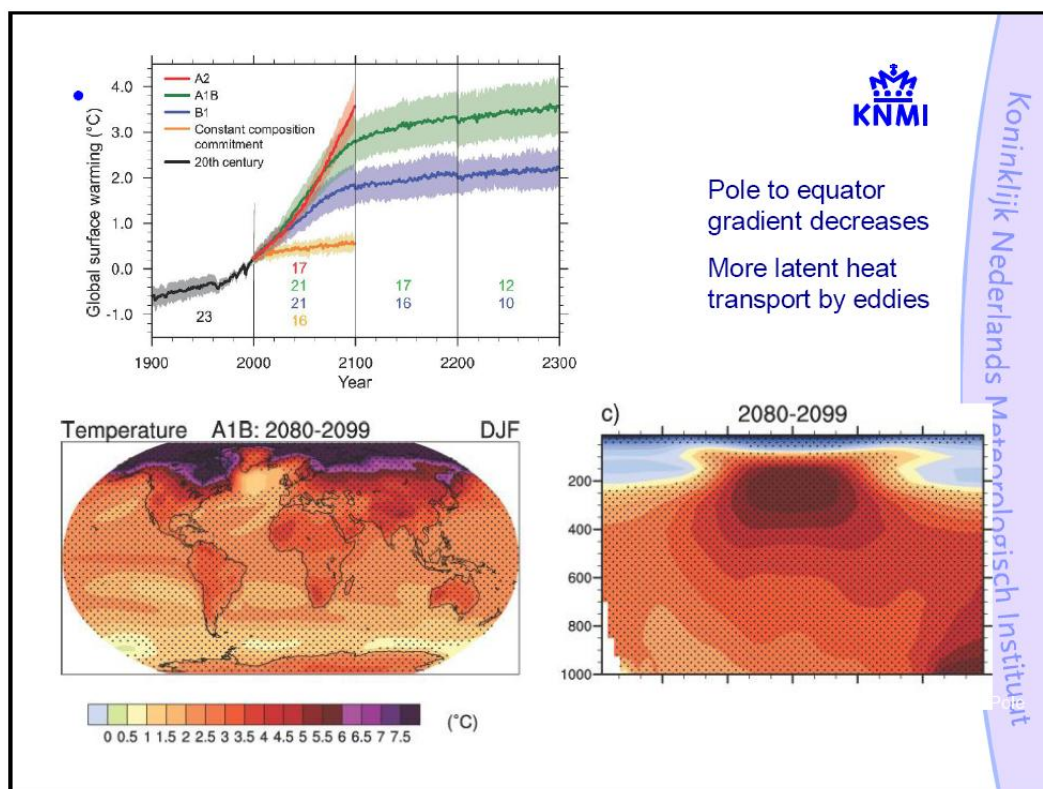 A2
A1B
B1
Constant composition
commitment
20th century
Global surface warming (°C)
4.0
3.0
2.0
1.0
0.0
-1.0
17
21
21
16
23
17
16
12
10
1900
2000
2100
2200
2300
Year
KNMI
Koninklijk Nederlands Meteorologisch Instituut
Pole to equator
gradient decreases
More latent heat
transport by eddies
Temperature A1B: 2080-2099 DJF
0 0.5 1 1.5 2 2.5 3 3.5 4 4.5 5 5.5 6 6.5 7 7.5
(°C)
c) 2080-2099
200
400
600
800
1000
Pole